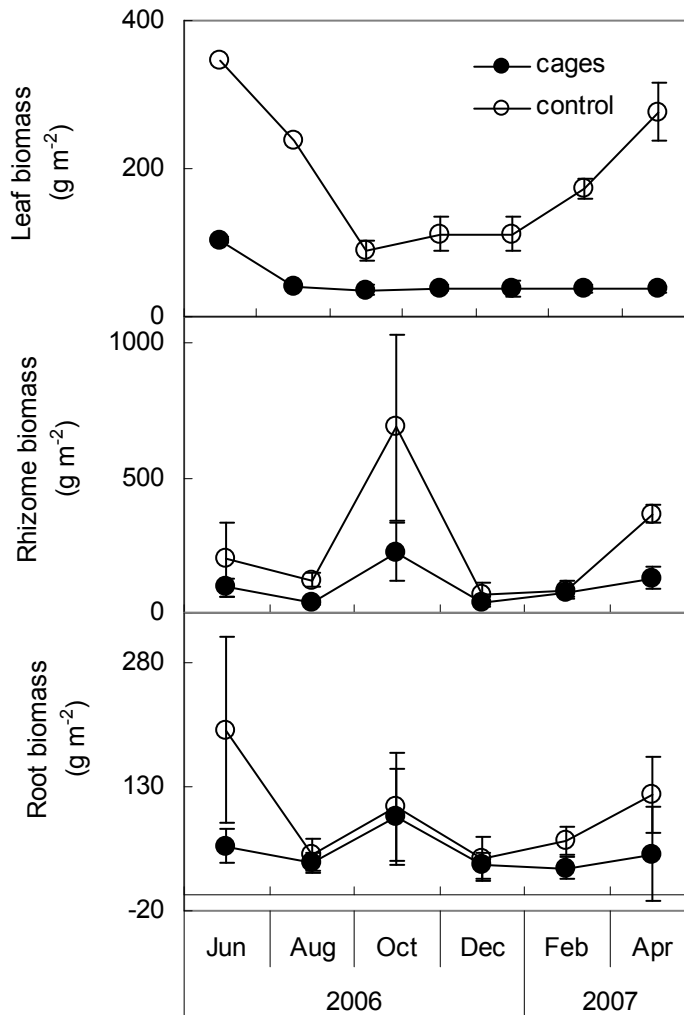 400
cages
control
Leaf biomass
(g m-2)
200
0
1000
Rhizome biomass
(g m-2)
500
0
280
Root biomass
(g m-2)
130
-20
Jun Aug Oct Dec Feb Apr
2006 2007